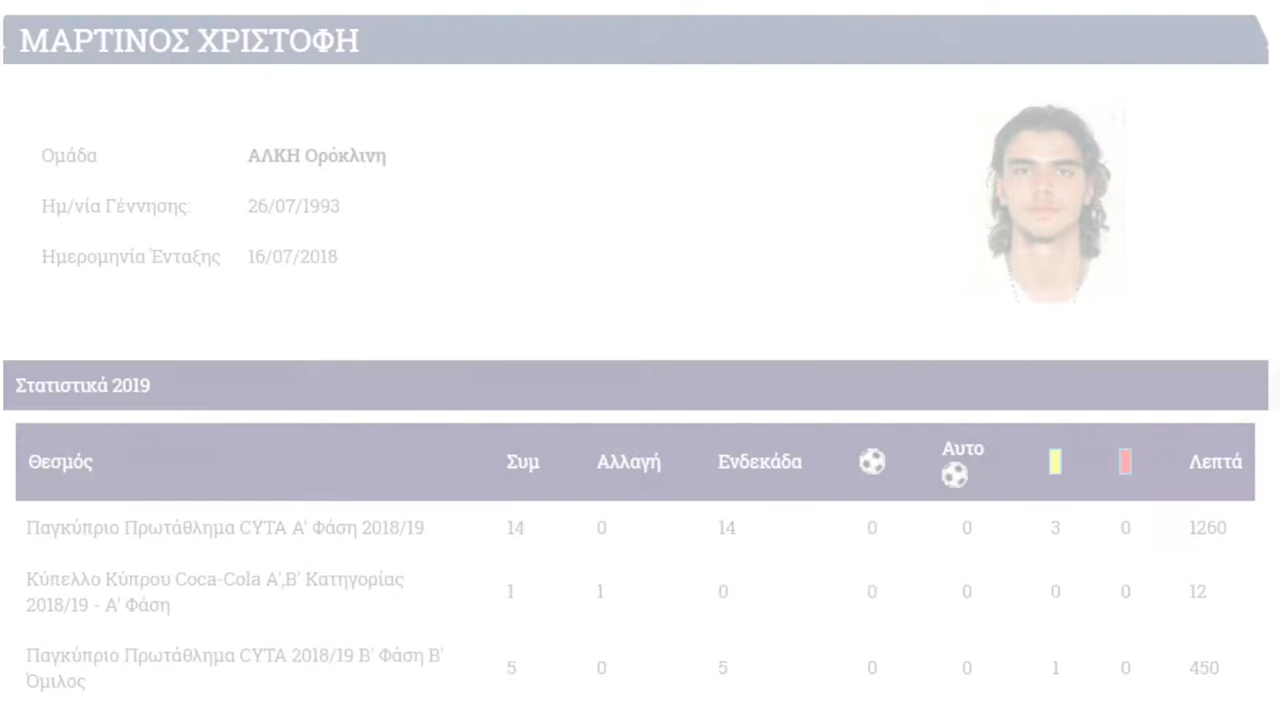 ΜΑΡΤΙΝΟΣ ΧΡΙΣΤΟΦΗ
Ομάδα ΑΛΚΗ Ορόκλινη
Ημ/νία Γέννησης: 26/07/1993
Ημερομηνία Ένταξης 16/07/2018
Στατιστικά 2019
Θεσμός Συμ Αλλαγή Ενδεκάδα Αυτο Λεπτά
Παγκύπριο Πρωτάθλημα CYTA Α' Φάση 2018/19 14 0 14 0 0 3 0 1260
Κύπελλο Κύπρου Coca-Cola Α',Β' Κατηγορίας
2018/19 - Α' Φάση 1 1 0 0 0 0 0 12
Παγκύπριο Πρωτάθλημα CYTA 2018/19 Β' Φάση Β'
Όμιλος 5 0 5 0 0 1 0 450